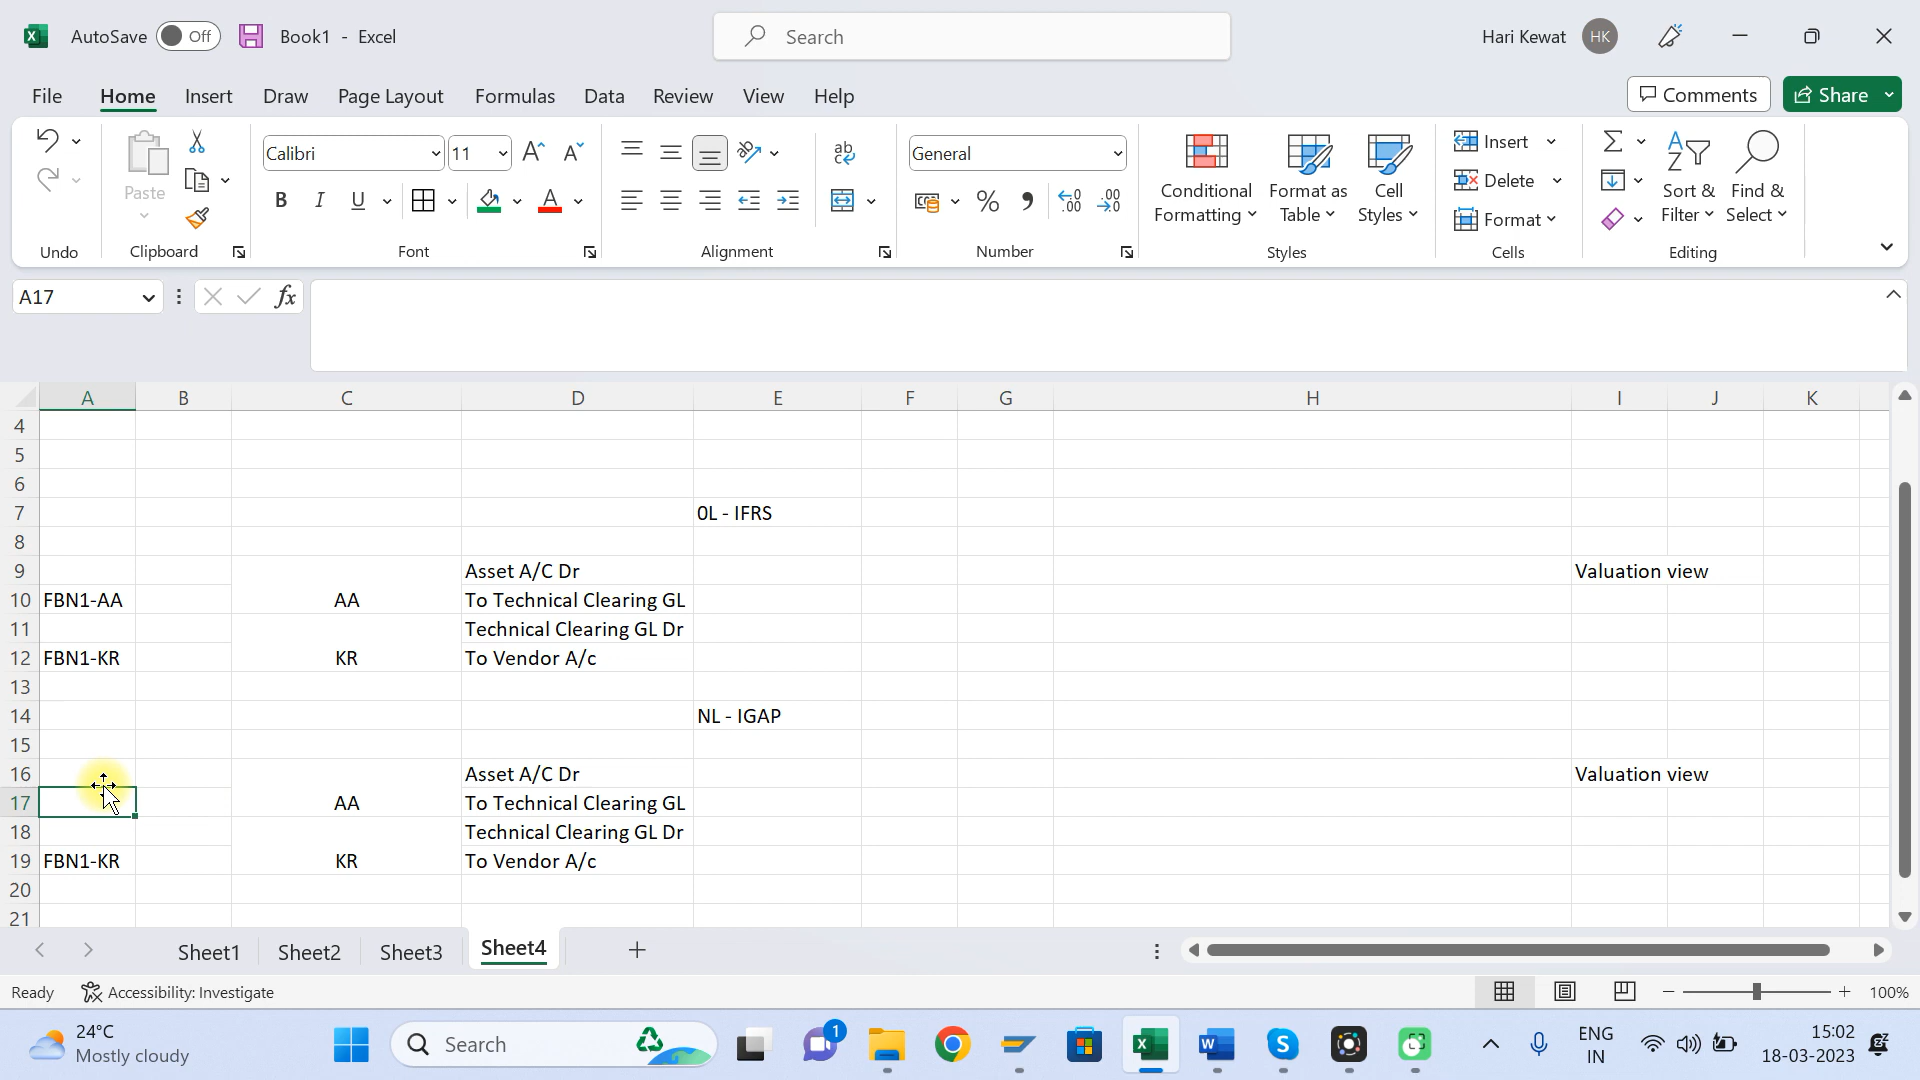 AutoSave Off Book1 - Excel Search Hari Kewat HK
File Home Insert Draw Page Layout Formulas Data Review View Help Comments Share
Calibri 11 General
Paste
B I U
ab
Conditional Formatting
Format as Table
Cell Styles
Insert
Delete
Format
Sort & Filter
Find & Select
Undo Clipboard Font Alignment Number Styles Cells Editing
A17 fx
A B C D E F G H I J K
4
5
6
7 0L - IFRS
8
9 Asset A/C Dr Valuation view
10 FBN1-AA AA To Technical Clearing GL
11 Technical Clearing GL Dr
12 FBN1-KR KR To Vendor A/c
13
14 NL - IGAP
15
16 Asset A/C Dr Valuation view
17 AA To Technical Clearing GL
18 Technical Clearing GL Dr
19 FBN1-KR KR To Vendor A/c
20
21
Sheet1 Sheet2 Sheet3 Sheet4
Ready Accessibility: Investigate 100%
24°C
Mostly cloudy
Search
1
ENG
IN
15:02
18-03-2023